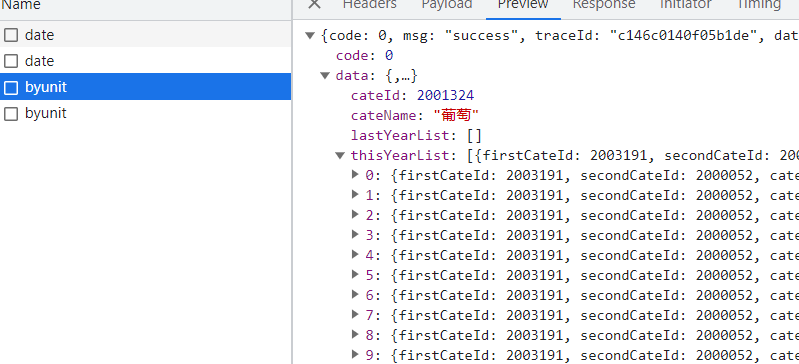 Name
Headers Payload Preview Response Initiator Timing
date
date
byunit
byunit
{code: 0, msg: "success", traceId: "c146c0140f05b1de", dat
code: 0
data: {,…}
cateId: 2001324
cateName: "葡萄"
lastYearList: []
thisYearList: [{firstCateId: 2003191, secondCateId: 200
0: {firstCateId: 2003191, secondCateId: 2000052, cate
1: {firstCateId: 2003191, secondCateId: 2000052, cate
2: {firstCateId: 2003191, secondCateId: 2000052, cate
3: {firstCateId: 2003191, secondCateId: 2000052, cate
4: {firstCateId: 2003191, secondCateId: 2000052, cate
5: {firstCateId: 2003191, secondCateId: 2000052, cate
6: {firstCateId: 2003191, secondCateId: 2000052, cate
7: {firstCateId: 2003191, secondCateId: 2000052, cate
8: {firstCateId: 2003191, secondCateId: 2000052, cate
9: {firstCateId: 2003191, secondCateId: 2000052, cate